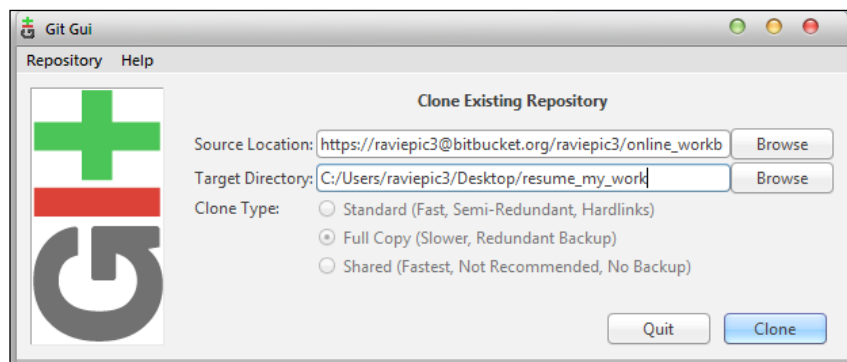 Git Gui
Repository Help
Clone Existing Repository
Source Location: https://raviepic3@bitbucket.org/raviepic3/online_workb Browse
Target Directory: C:/Users/raviepic3/Desktop/resume_my_work Browse
Clone Type: Standard (Fast, Semi-Redundant, Hardlinks)
Full Copy (Slower, Redundant Backup)
Shared (Fastest, Not Recommended, No Backup)
Quit Clone